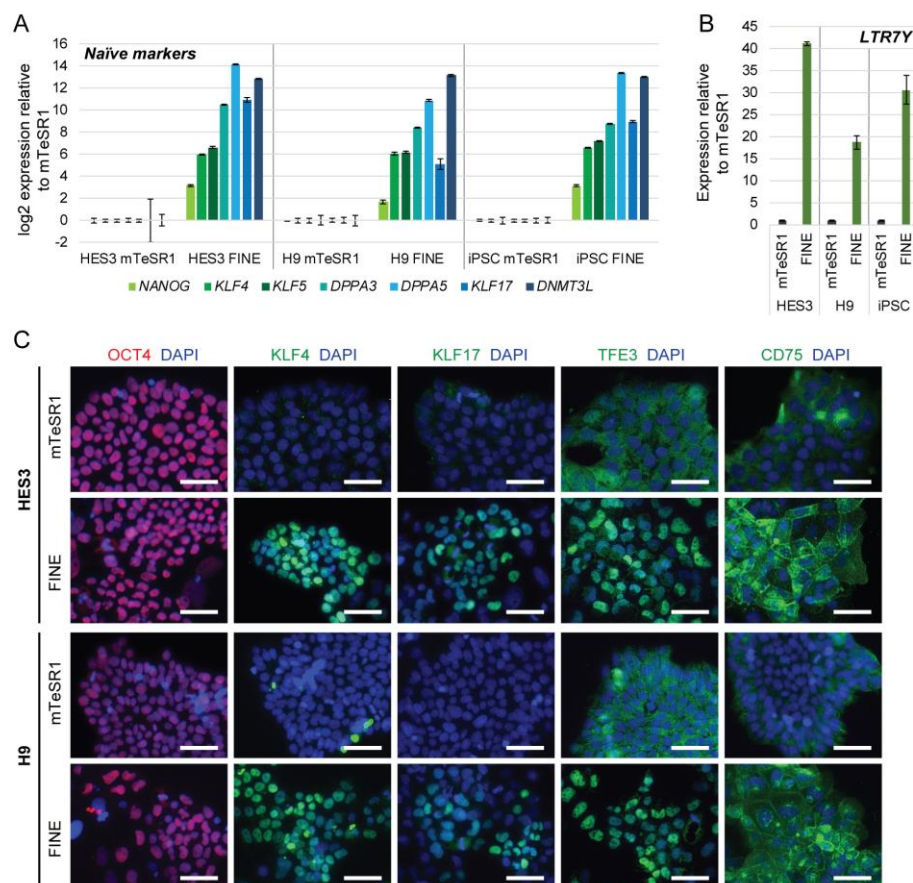 A
Naïve markers
log2 expression relative
to mTeSR1
16
14
12
10
8
6
4
2
0
-2
HES3 mTeSR1 HES3 FINE H9 mTeSR1 H9 FINE iPSC mTeSR1 iPSC FINE
NANOG KLF4 KLF5 DPPA3 DPPA5 KLF17 DNMT3L
B
LTR7Y
Expression relative
to mTeSR1
45
40
35
30
25
20
15
10
5
0
mTeSR1 FINE mTeSR1 FINE mTeSR1 FINE
HES3 H9 iPSC
C
OCT4 DAPI KLF4 DAPI KLF17 DAPI TFE3 DAPI CD75 DAPI
HES3
mTeSR1
FINE
H9
mTeSR1
FINE